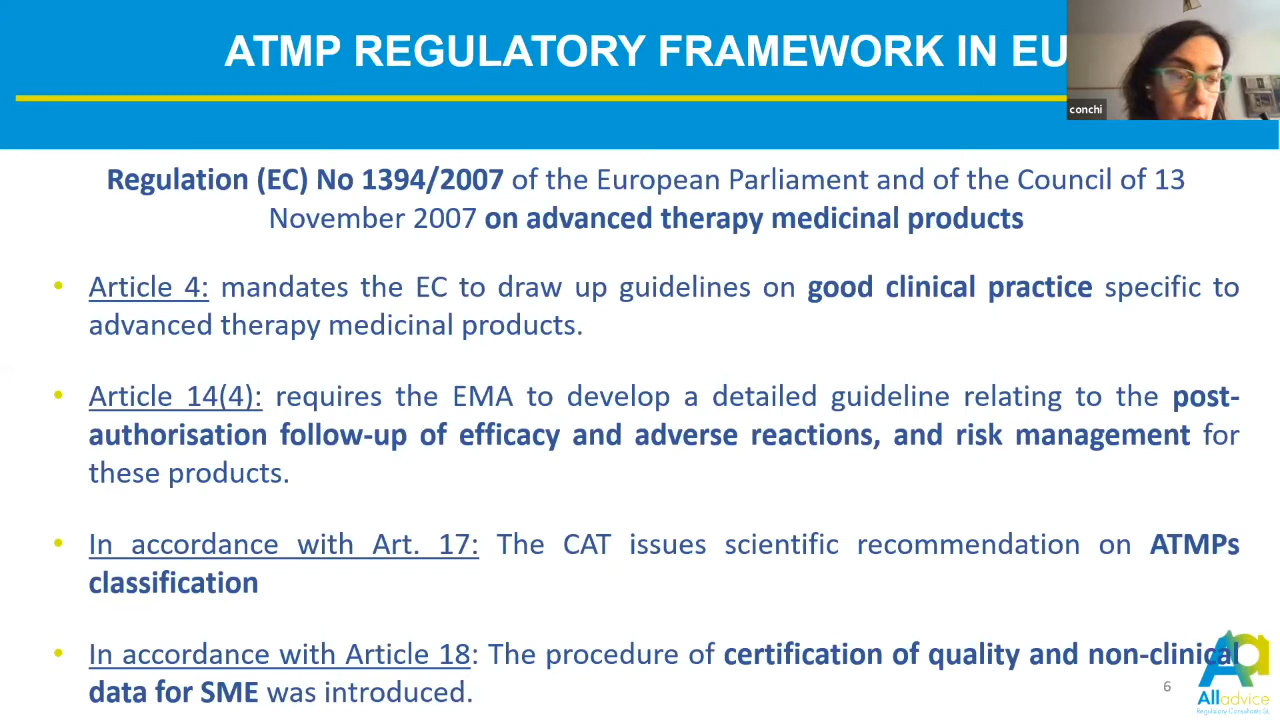 ATMP REGULATORY FRAMEWORK IN EU
conchi
Regulation (EC) No 1394/2007 of the European Parliament and of the Council of 13
November 2007 on advanced therapy medicinal products
• Article 4: mandates the EC to draw up guidelines on good clinical practice specific to
advanced therapy medicinal products.
• Article 14(4): requires the EMA to develop a detailed guideline relating to the post-
authorisation follow-up of efficacy and adverse reactions, and risk management for
these products.
• In accordance with Art. 17: The CAT issues scientific recommendation on ATMPs
classification
• In accordance with Article 18: The procedure of certification of quality and non-clinical
data for SME was introduced.
6
Alladvice
Regulatory Consultants SL